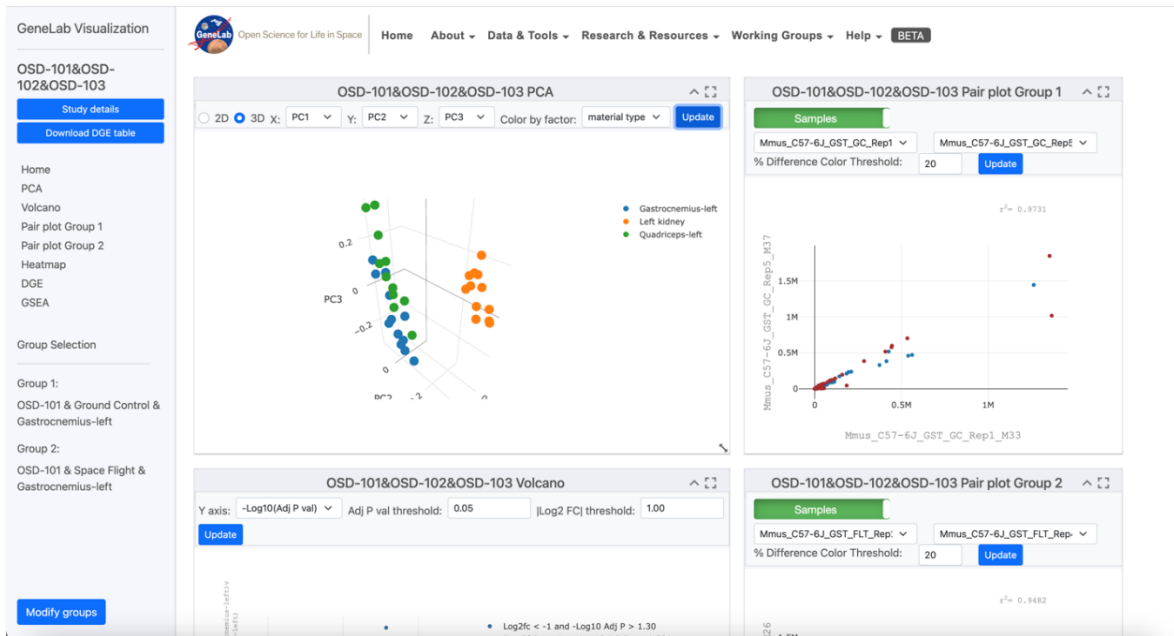 GeneLab Visualization
OSD-101&OSD-
102&OSD-103
Study details
Download DGE table
Home
PCA
Volcano
Pair plot Group 1
Pair plot Group 2
Heatmap
DGE
GSEA
Group Selection
Group 1:
OSD-101 & Ground Control &
Gastrocnemius-left
Group 2:
OSD-101 & Space Flight &
Gastrocnemius-left
Modify groups
GeneLab Open Science for Life in Space
Home About Data & Tools Research & Resources Working Groups Help BETA
OSD-101&OSD-102&OSD-103 PCA
2D 3D X: PC1 Y: PC2 Z: PC3 Color by factor: material type Update
Gastrocnemius-left
Left kidney
Quadriceps-left
0.2
0
PC3
−0.2
0
OSD-101&OSD-102&OSD-103 Pair plot Group 1
Samples
Mmus_C57-6J_GST_GC_Rep1 Mmus_C57-6J_GST_GC_Rep5
% Difference Color Threshold: 20 Update
r²= 0.9731
Mmus_C57-6J_GST_GC_Rep5_M37
1.5M
1M
0.5M
0
0 0.5M 1M
Mmus_C57-6J_GST_GC_Rep1_M33
OSD-101&OSD-102&OSD-103 Volcano
Y axis: -Log10(Adj P val) Adj P val threshold: 0.05 |Log2 FC| threshold: 1.00
Update
Log2fc < -1 and -Log10 Adj P > 1.30
OSD-101&OSD-102&OSD-103 Pair plot Group 2
Samples
Mmus_C57-6J_GST_FLT_Rep Mmus_C57-6J_GST_FLT_Rep
% Difference Color Threshold: 20 Update
r²= 0.9482